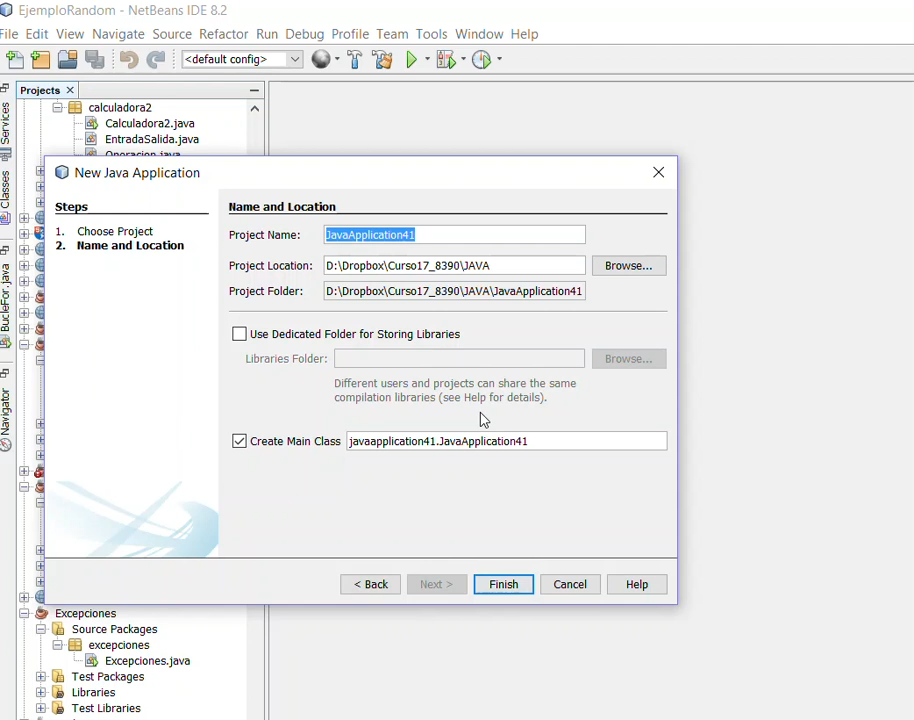 EjemploRandom - NetBeans IDE 8.2
File Edit View Navigate Source Refactor Run Debug Profile Team Tools Window Help
<default config>
Projects
Services
Classes
BucleFor.java
Navigator
calculadora2
Calculadora2.java
EntradaSalida.java
Operacion.java
New Java Application
Steps
1. Choose Project
2. Name and Location
Name and Location
Project Name: JavaApplication41
Project Location: D:\Dropbox\Curso17_8390\JAVA Browse...
Project Folder: D:\Dropbox\Curso17_8390\JAVA\JavaApplication41
Use Dedicated Folder for Storing Libraries
Libraries Folder: Browse...
Different users and projects can share the same
compilation libraries (see Help for details).
Create Main Class javaapplication41.JavaApplication41
< Back Next > Finish Cancel Help
Excepciones
Source Packages
excepciones
Excepciones.java
Test Packages
Libraries
Test Libraries